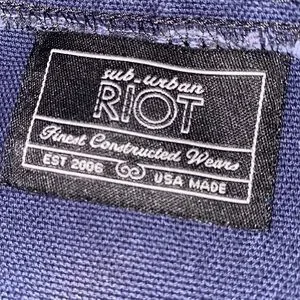 sub_urban
RIOT
Finest Constructed Wears
EST 2006 USA MADE